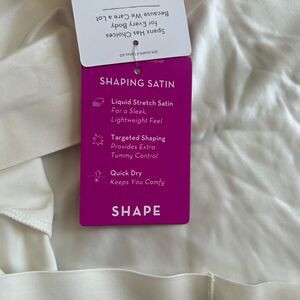 Spanx Has Choices
for Every Body
Because We Care a Lot
SHAPING SATIN
Liquid Stretch Satin
For a Sleek,
Lightweight Feel
Targeted Shaping
Provides Extra
Tummy Control
Quick Dry
Keeps You Comfy
SHAPE